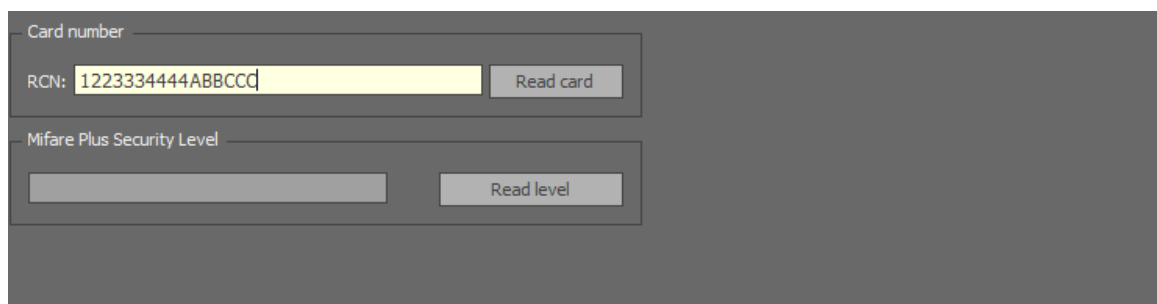 Card number
RCN: 1223334444ABBCCC Read card
Mifare Plus Security Level
Read level